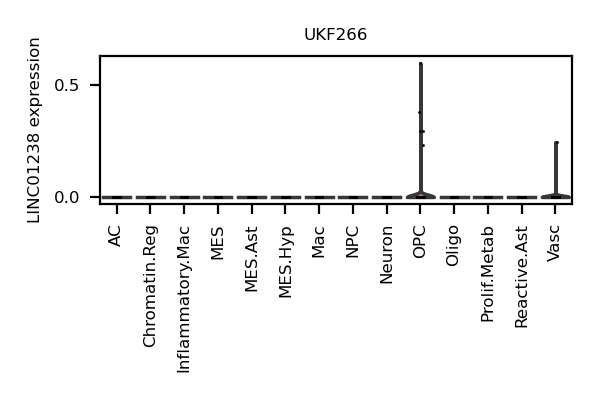 UKF266
LINC01238 expression
0.5
0.0
AC
Chromatin.Reg
Inflammatory.Mac
MES
MES.Ast
MES.Hyp
Mac
NPC
Neuron
OPC
Oligo
Prolif.Metab
Reactive.Ast
Vasc